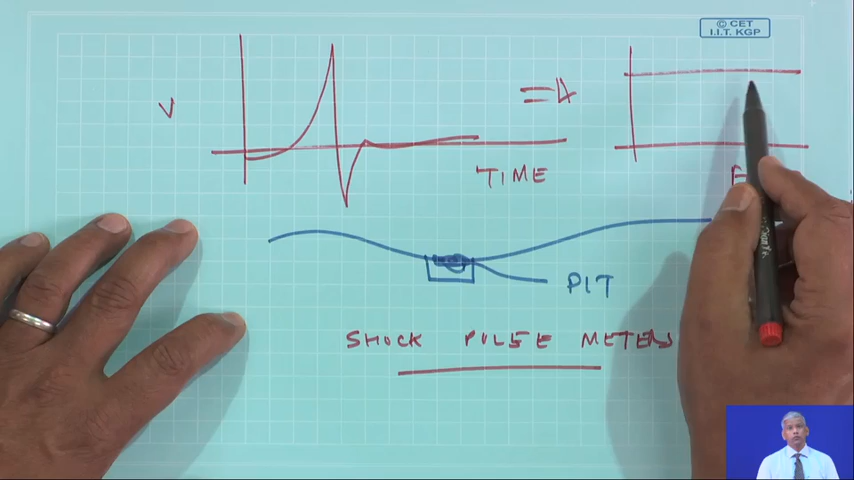 © CET
I.I.T. KGP
V
TIME
F
PIT
SHOCK PULSE METERS